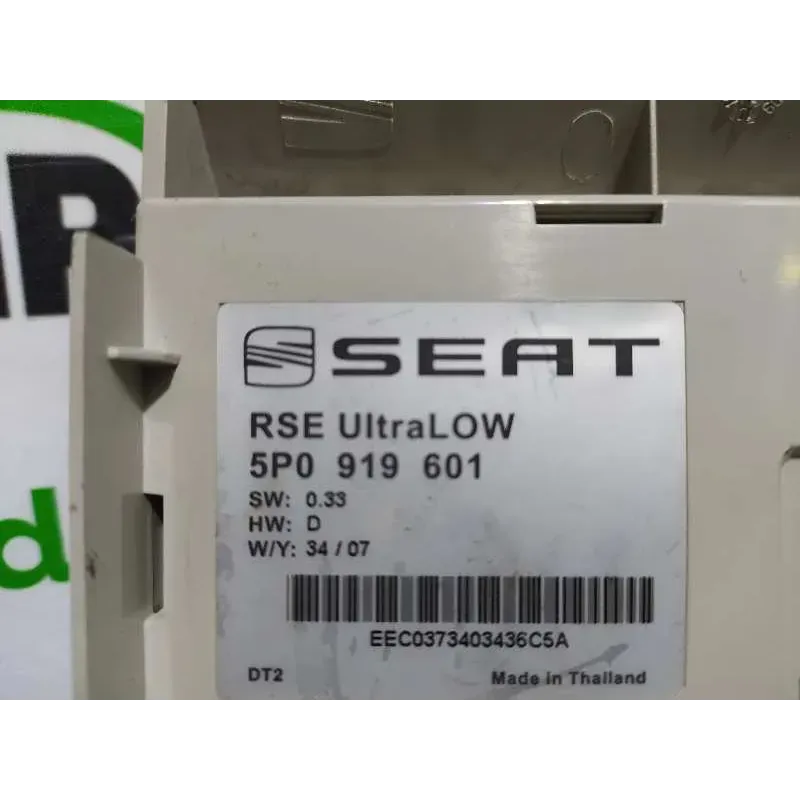 SEAT
RSE UltraLOW
5P0 919 601
SW: 0.33
HW: D
W/Y: 34 / 07
EEC0373403436C5A
DT2 Made in Thailand
d